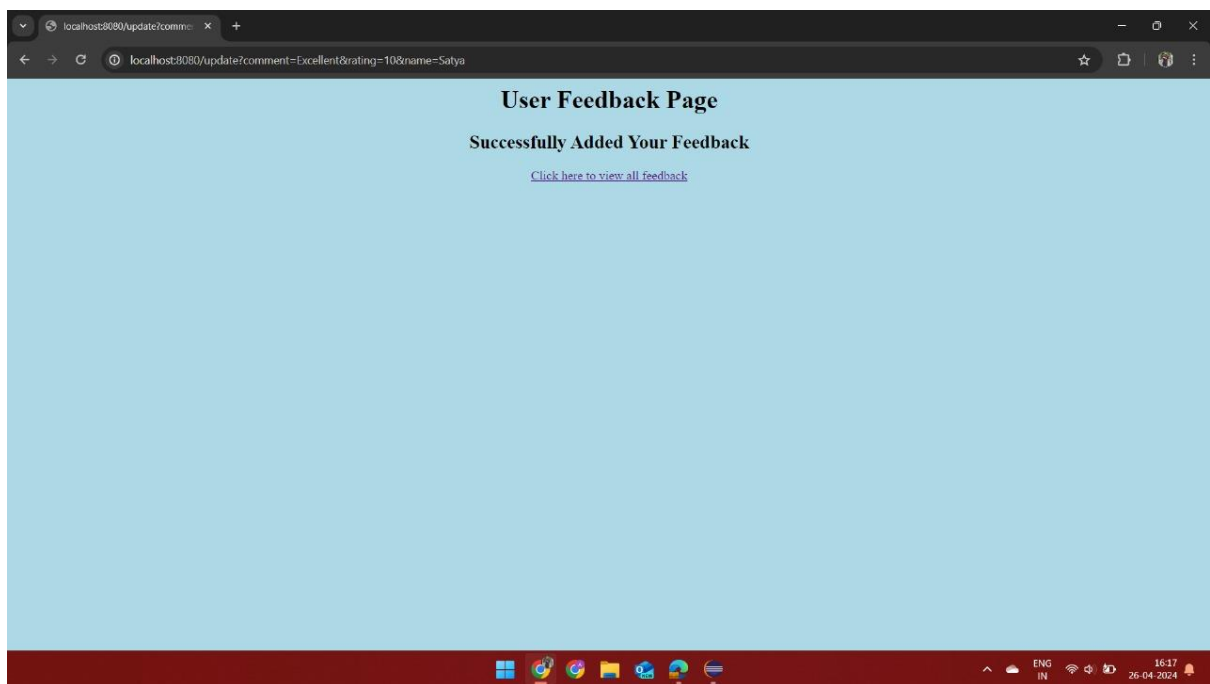 localhost:8080/update?comme
localhost:8080/update?comment=Excellent&rating=10&name=Satya
User Feedback Page
Successfully Added Your Feedback
Click here to view all feedback
ENG
IN
16:17
26-04-2024